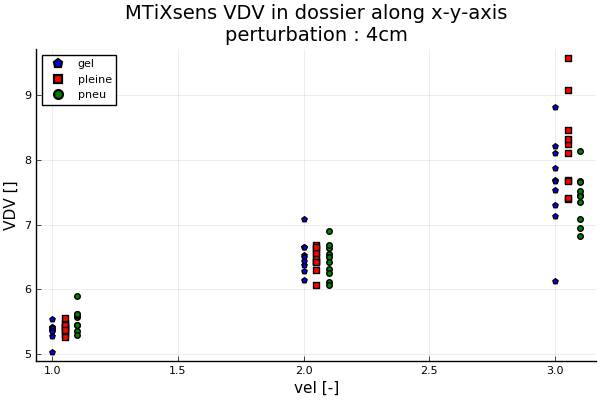 MTiXsens VDV in dossier along x-y-axis
perturbation : 4cm
gel
pleine
pneu
9
8
7
6
5
VDV []
1.0
1.5
2.0
2.5
3.0
vel [-]